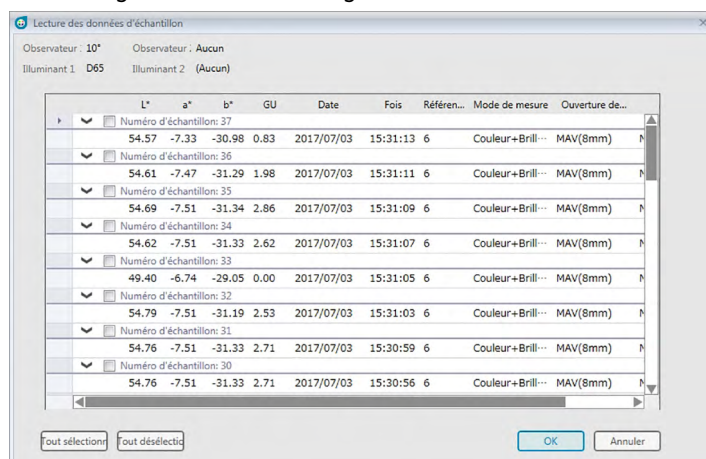 Lecture des données d'échantillon
Observateur : 10° Observateur : Aucun
Illuminant 1 D65 Illuminant 2 (Aucun)
L* a* b* GU Date Fois Référen... Mode de mesure Ouverture de...
Numéro d'échantillon: 37
54.57 -7.33 -30.98 0.83 2017/07/03 15:31:13 6 Couleur+Brill... MAV(8mm)
Numéro d'échantillon: 36
54.61 -7.47 -31.29 1.98 2017/07/03 15:31:11 6 Couleur+Brill... MAV(8mm)
Numéro d'échantillon: 35
54.69 -7.51 -31.34 2.86 2017/07/03 15:31:09 6 Couleur+Brill... MAV(8mm)
Numéro d'échantillon: 34
54.62 -7.51 -31.33 2.62 2017/07/03 15:31:07 6 Couleur+Brill... MAV(8mm)
Numéro d'échantillon: 33
49.40 -6.74 -29.05 0.00 2017/07/03 15:31:05 6 Couleur+Brill... MAV(8mm)
Numéro d'échantillon: 32
54.79 -7.51 -31.19 2.53 2017/07/03 15:31:03 6 Couleur+Brill... MAV(8mm)
Numéro d'échantillon: 31
54.76 -7.51 -31.33 2.71 2017/07/03 15:30:59 6 Couleur+Brill... MAV(8mm)
Numéro d'échantillon: 30
54.76 -7.51 -31.33 2.71 2017/07/03 15:30:56 6 Couleur+Brill... MAV(8mm)
Tout sélectionr Tout désélectic OK Annuler